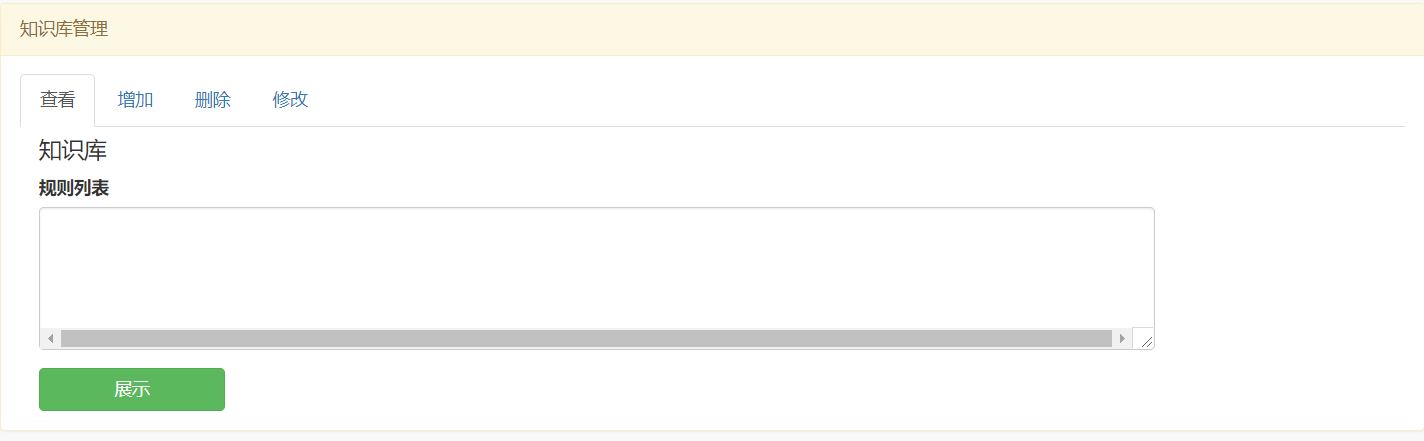 知识库管理
查看 增加 删除 修改
知识库
规则列表
展示